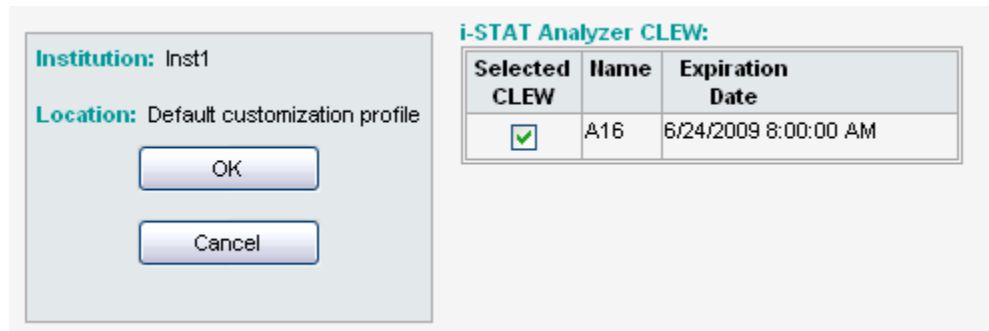 Institution: Inst1
Location: Default customization profile
OK
Cancel
i-STAT Analyzer CLEW:
Selected CLEW Name Expiration Date
A16 6/24/2009 8:00:00 AM